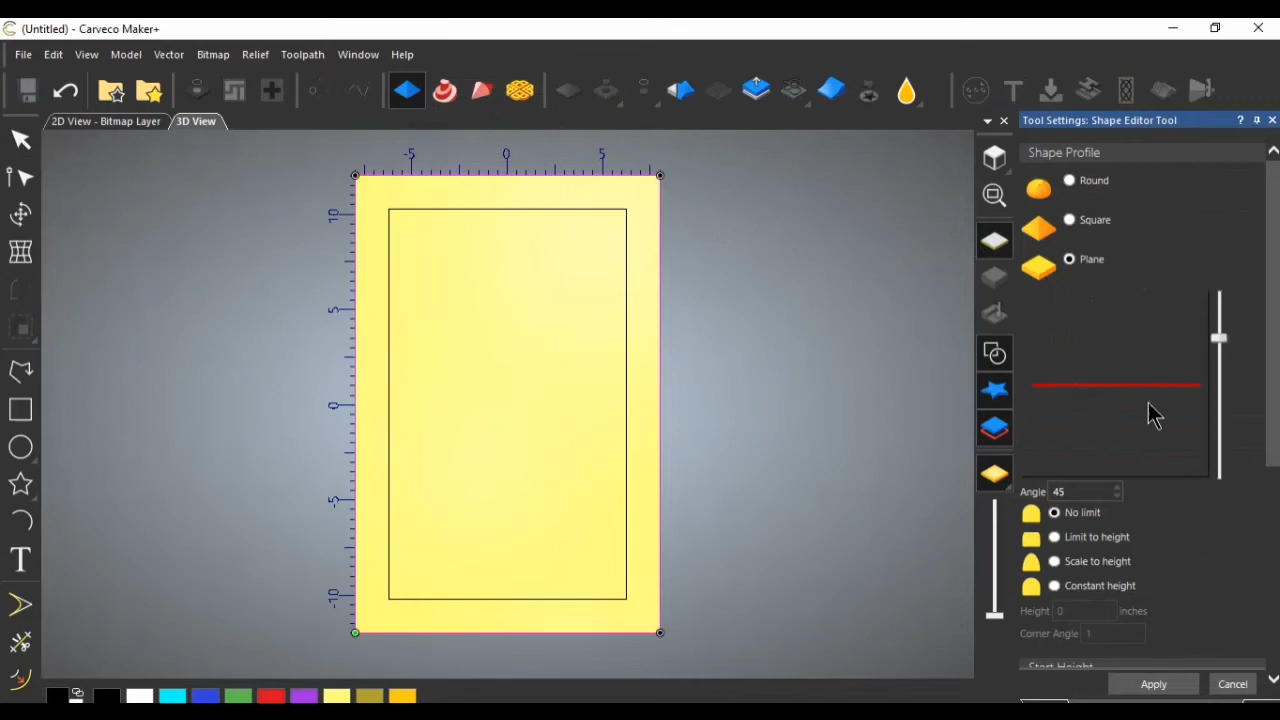 (Untitled) - Carveco Maker+
File Edit View Model Vector Bitmap Relief Toolpath Window Help
2D View - Bitmap Layer 3D View
Tool Settings: Shape Editor Tool
Shape Profile
Round
Square
Plane
-5 0 5
10
5
0
-5
-10
Angle 45
No limit
Limit to height
Scale to height
Constant height
Height 0 inches
Corner Angle 1
Start Height
Apply Cancel